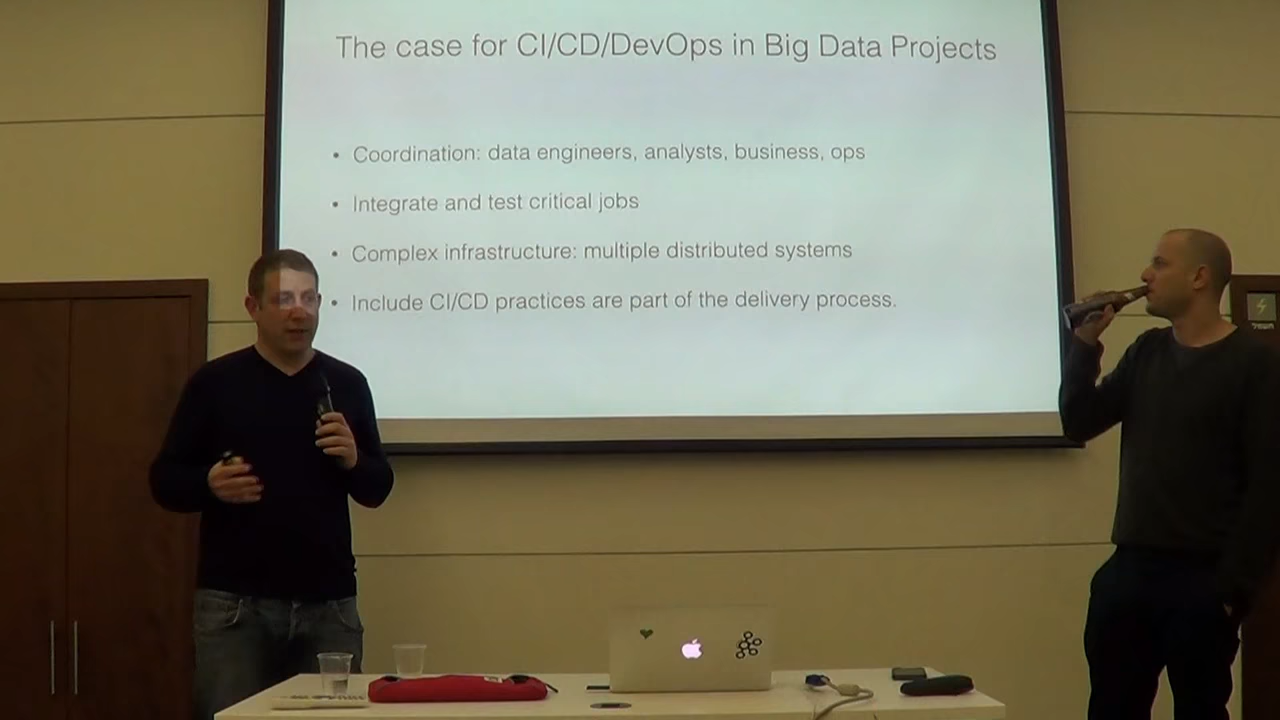 The case for CI/CD/DevOps in Big Data Projects
• Coordination: data engineers, analysts, business, ops
• Integrate and test critical jobs
• Complex infrastructure: multiple distributed systems
• Include CI/CD practices are part of the delivery process.